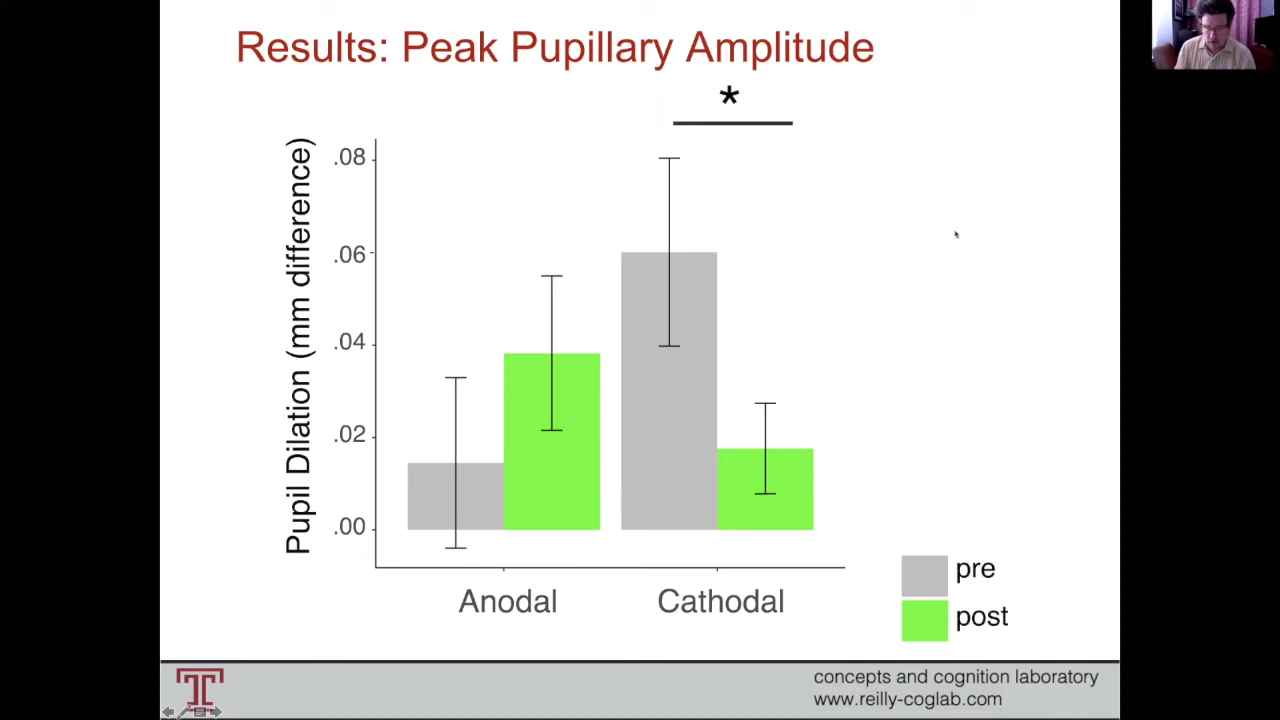 Results: Peak Pupillary Amplitude
*
Pupil Dilation (mm difference)
.08
.06
.04
.02
.00
Anodal
Cathodal
pre
post
T
concepts and cognition laboratory
www.reilly-coglab.com